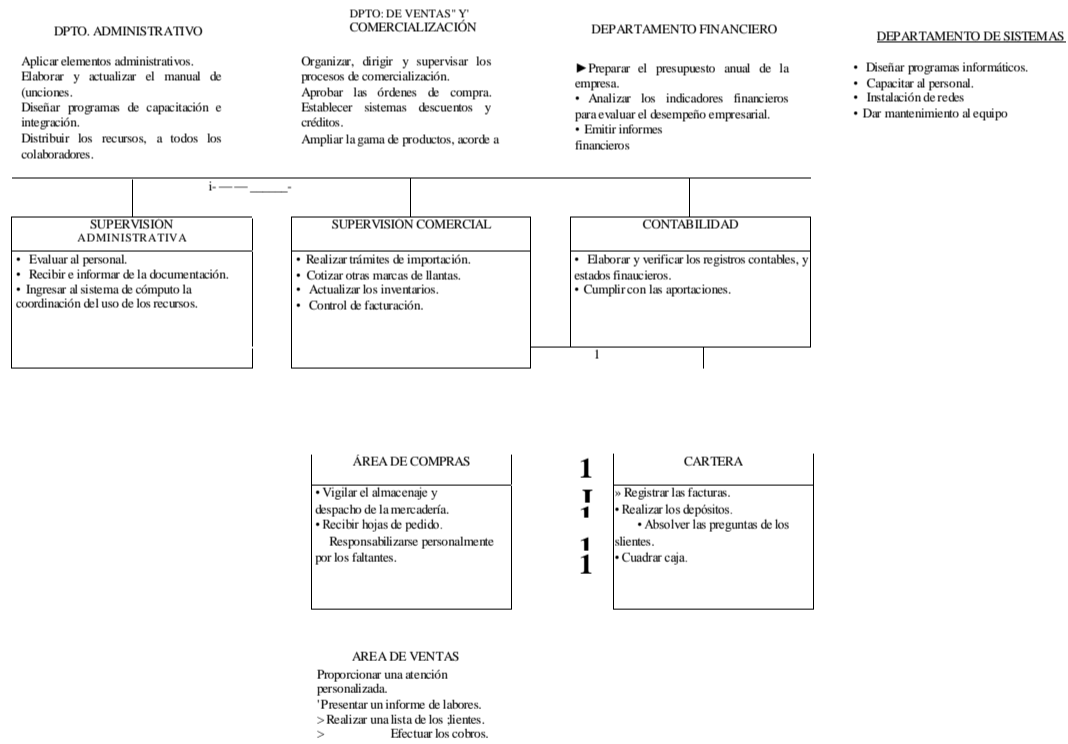 DPTO. ADMINISTRATIVO
Aplicar elementos administrativos.
Elaborar y actualizar el manual de
(unciones.
Diseñar programas de capacitación e
integración.
Distribuir los recursos, a todos los
colaboradores.
DPTO: DE VENTAS" Y'
COMERCIALIZACIÓN
Organizar, dirigir y supervisar los
procesos de comercialización.
Aprobar las órdenes de compra.
Establecer sistemas descuentos y
créditos.
Ampliar la gama de productos, acorde a
DEPARTAMENTO FINANCIERO
►Preparar el presupuesto anual de la
empresa.
• Analizar los indicadores financieros
para evaluar el desempeño empresarial.
• Emitir informes
financieros
DEPARTAMENTO DE SISTEMAS
• Diseñar programas informáticos.
• Capacitar al personal.
• Instalación de redes
• Dar mantenimiento al equipo
i- — — ______-
SUPERVISION
ADMINISTRATIVA
• Evaluar al personal.
• Recibir e informar de la documentación.
• Ingresar al sistema de cómputo la
coordinación del uso de los recursos.
SUPERVISION COMERCIAL
• Realizar trámites de importación.
• Cotizar otras marcas de llantas.
• Actualizar los inventarios.
• Control de facturación.
CONTABILIDAD
• Elaborar y verificar los registros contables, y
estados finaucieros.
• Cumplir con las aportaciones.
1
ÁREA DE COMPRAS
• Vigilar el almacenaje y
despacho de la mercadería.
• Recibir hojas de pedido.
Responsabilizarse personalmente
por los faltantes.
1
I
1
1
1
CARTERA
» Registrar las facturas.
• Realizar los depósitos.
• Absolver las preguntas de los
slientes.
• Cuadrar caja.
AREA DE VENTAS
Proporcionar una atención
personalizada.
'Presentar un informe de labores.
> Realizar una lista de los ;lientes.
> Efectuar los cobros.